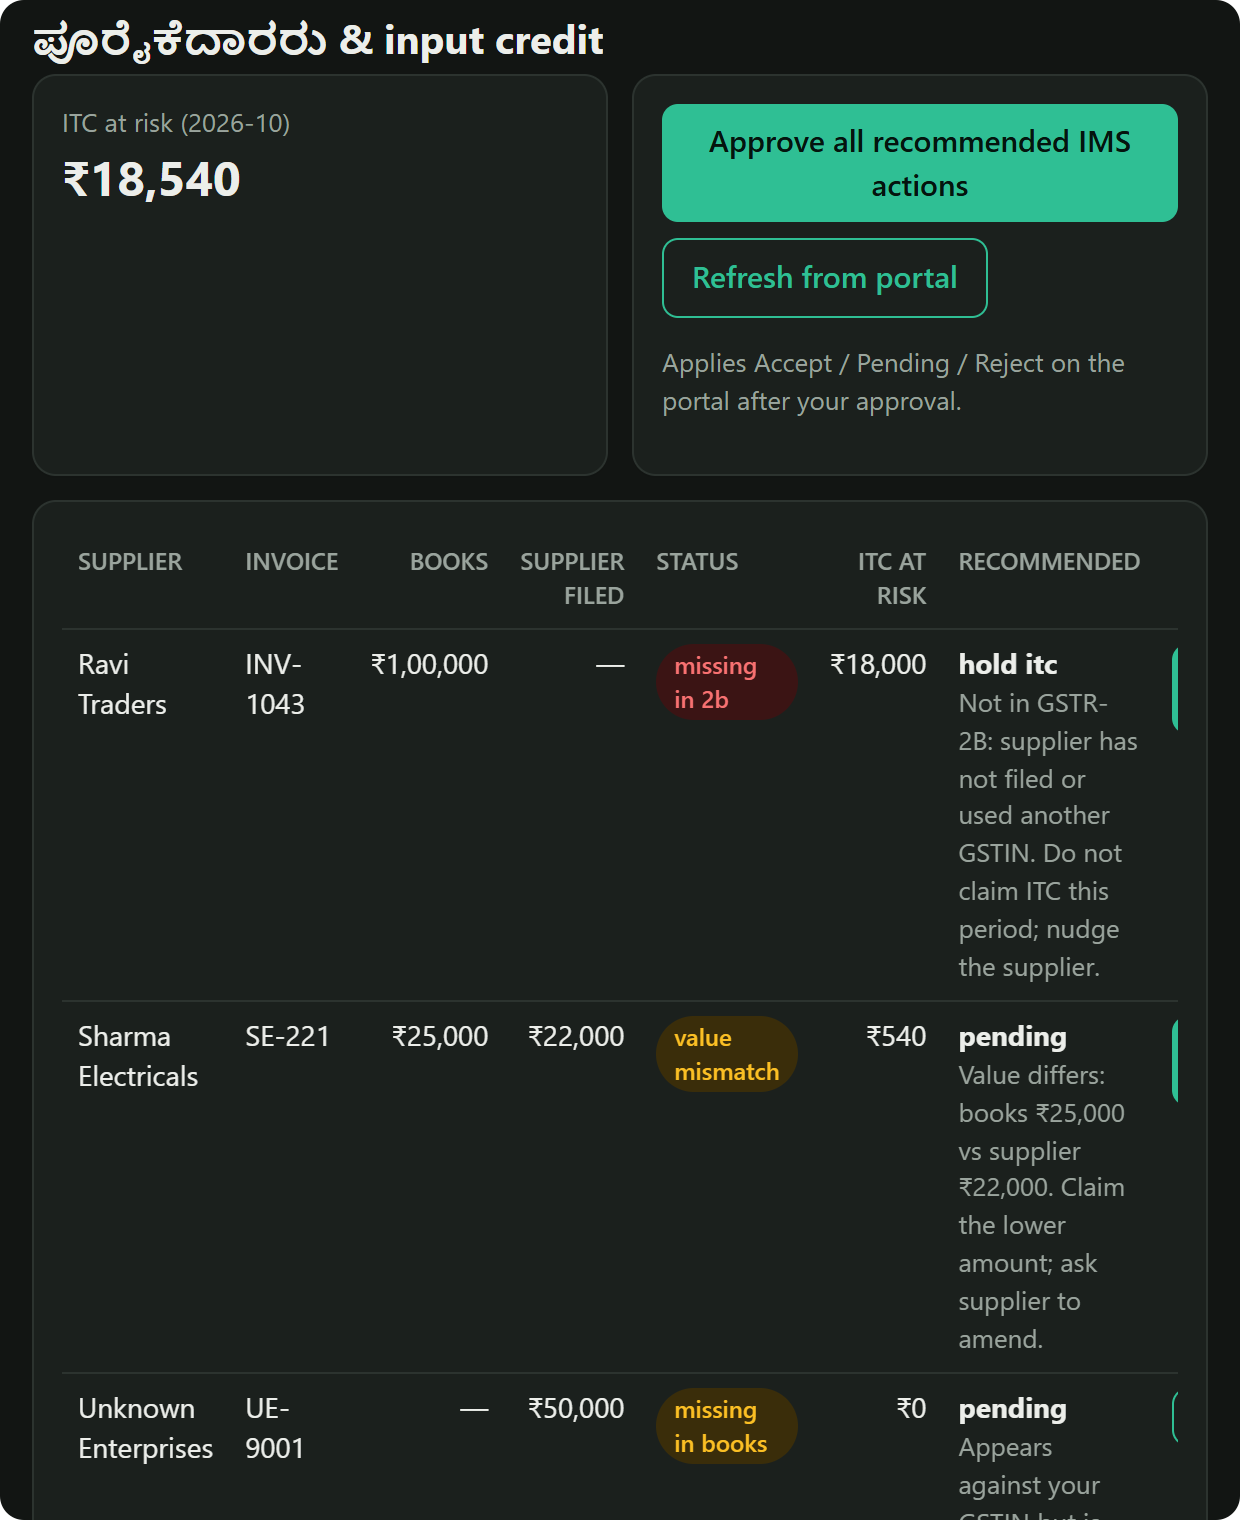 ಪೂರೈಕೆದಾರರು & input credit
ITC at risk (2026-10)
₹18,540
Approve all recommended IMS
actions
Refresh from portal
Applies Accept / Pending / Reject on the
portal after your approval.
SUPPLIER INVOICE BOOKS SUPPLIER FILED STATUS ITC AT RISK RECOMMENDED
Ravi Traders INV-1043 ₹1,00,000 — missing in 2b ₹18,000 hold itc
Not in GSTR-
2B: supplier has
not filed or
used another
GSTIN. Do not
claim ITC this
period; nudge
the supplier.
Sharma Electricals SE-221 ₹25,000 ₹22,000 value mismatch ₹540 pending
Value differs:
books ₹25,000
vs supplier
₹22,000. Claim
the lower
amount; ask
supplier to
amend.
Unknown Enterprises UE-9001 — ₹50,000 missing in books ₹0 pending
Appears
against your